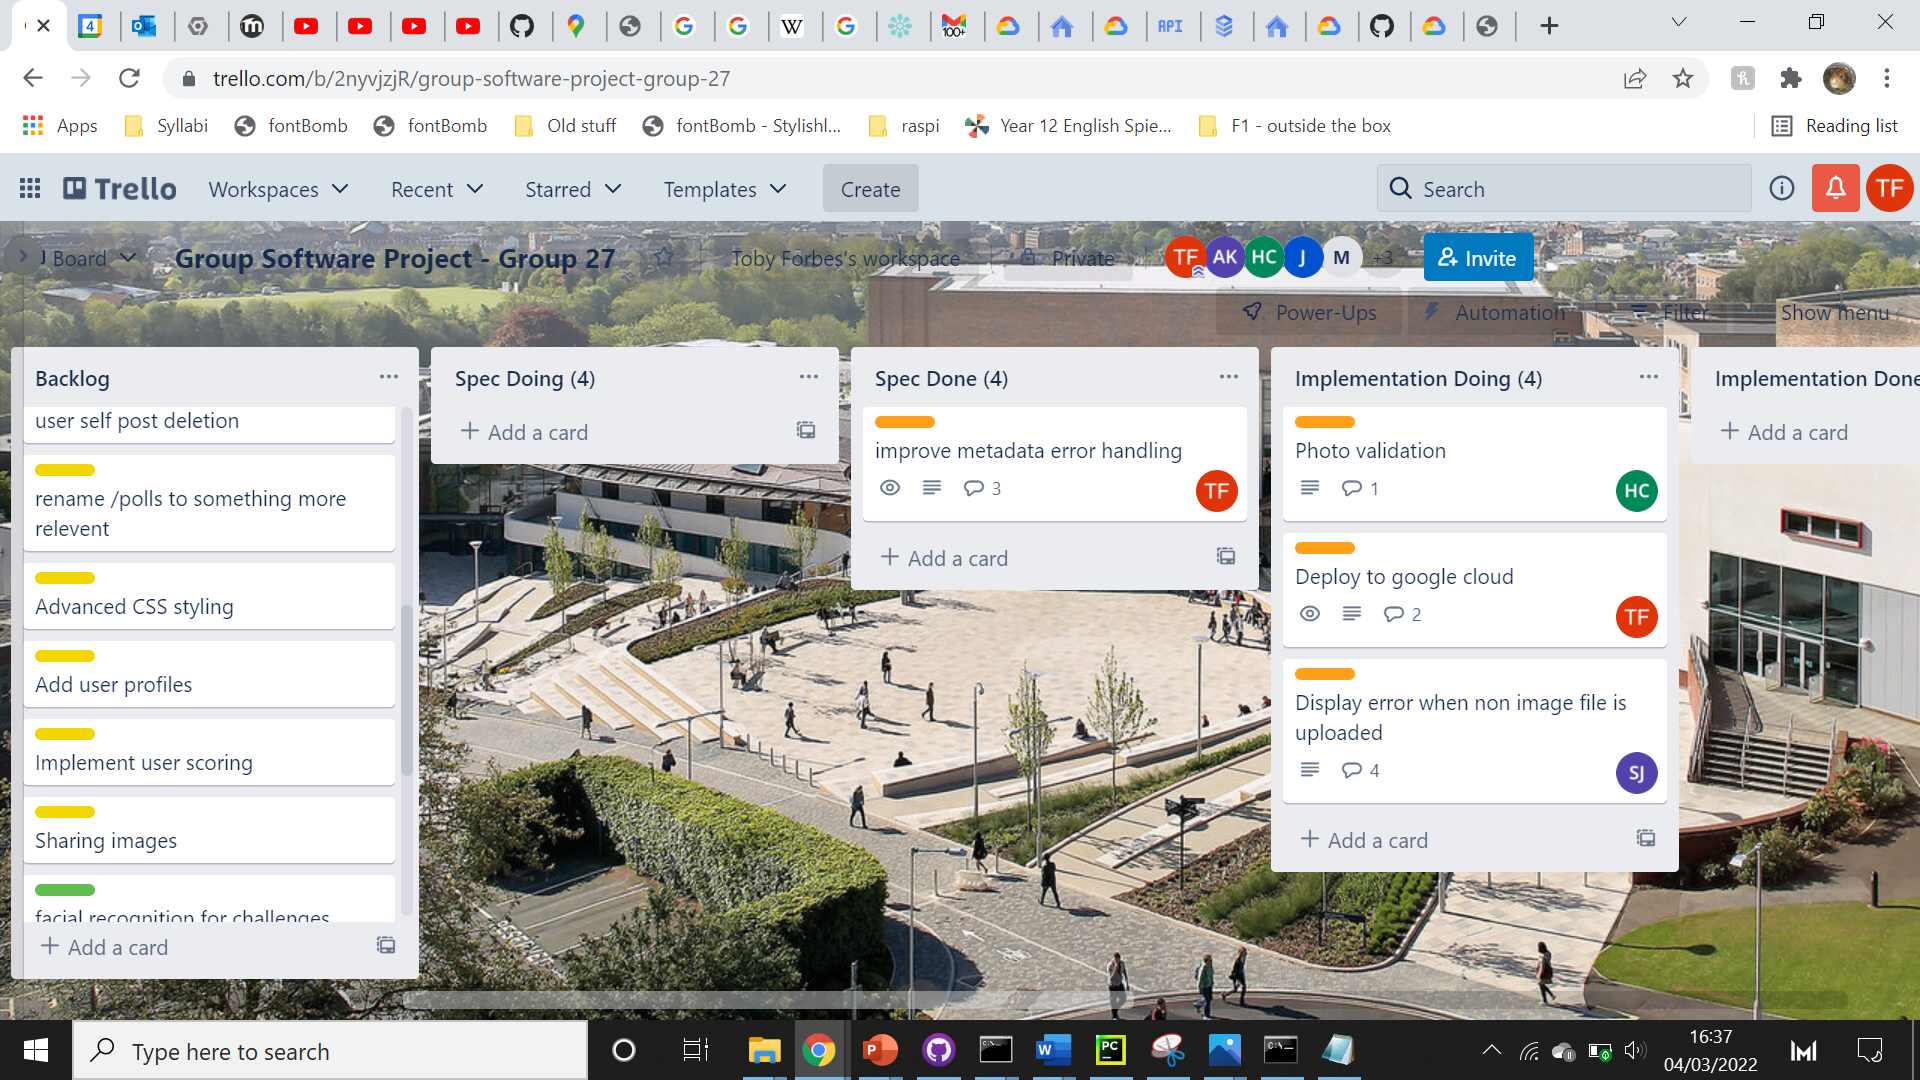 100+
API
trello.com/b/2nyvjzjR/group-software-project-group-27
Apps
Syllabi
fontBomb
fontBomb
Old stuff
fontBomb - Stylishl...
raspi
Year 12 English Spie...
F1 - outside the box
Reading list
Trello
Workspaces
Recent
Starred
Templates
Create
Search
TF
Board
Group Software Project - Group 27
Toby Forbes's workspace
Private
TF
AK
HC
J
M
+3
Invite
Power-Ups
Automation
Filter
Show menu
Backlog
user self post deletion
rename /polls to something more
relevent
Advanced CSS styling
Add user profiles
Implement user scoring
Sharing images
facial recognition for challenges
+ Add a card
Spec Doing (4)
+ Add a card
Spec Done (4)
improve metadata error handling
3
TF
+ Add a card
Implementation Doing (4)
Photo validation
1
HC
Deploy to google cloud
2
TF
Display error when non image file is
uploaded
4
SJ
+ Add a card
Implementation Done
+ Add a card
Type here to search
16:37
04/03/2022